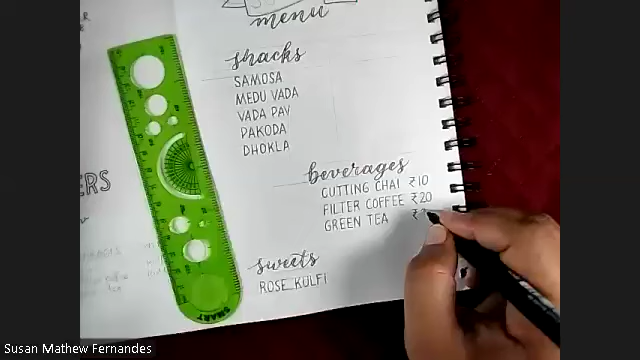 menu
snacks
SAMOSA
MEDU VADA
VADA PAV
PAKODA
DHOKLA
ERS
beverages
CUTTING CHAI ₹10
FILTER COFFEE ₹20
GREEN TEA ₹
sweets
ROSE KULFI
SMART
Susan Mathew Fernandes